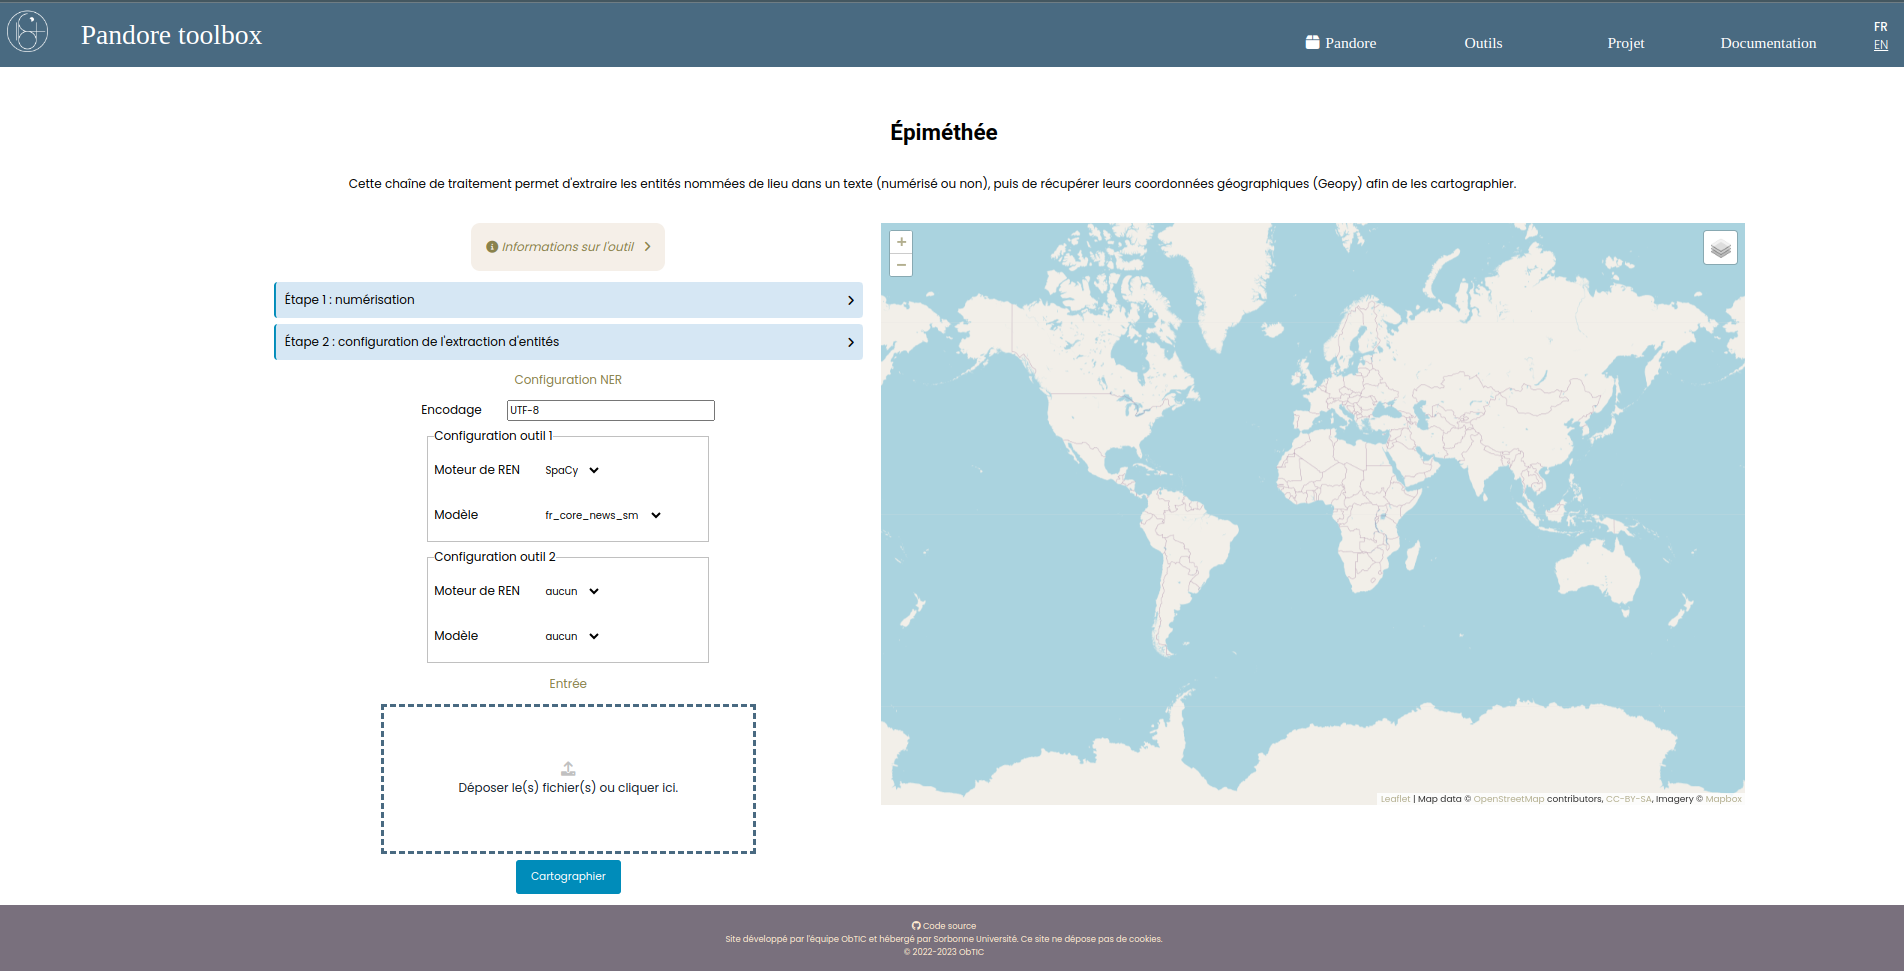 Pandore toolbox
Pandore
Outils
Projet
Documentation
FR
EN
Épiméthée
Cette chaîne de traitement permet d'extraire les entités nommées de lieu dans un texte (numérisé ou non), puis de récupérer leurs coordonnées géographiques (Geopy) afin de les cartographier.
Informations sur l'outil
Étape 1 : numérisation
Étape 2 : configuration de l'extraction d'entités
Configuration NER
Encodage UTF-8
Configuration outil 1
Moteur de REN SpaCy
Modèle fr_core_news_sm
Configuration outil 2
Moteur de REN aucun
Modèle aucun
Entrée
Déposer le(s) fichier(s) ou cliquer ici.
Cartographier
+
−
Leaflet | Map data © OpenStreetMap contributors, CC-BY-SA, Imagery © Mapbox
Code source
Site développé par l'équipe ObTIC et hébergé par Sorbonne Université. Ce site ne dépose pas de cookies.
© 2022-2023 ObTIC